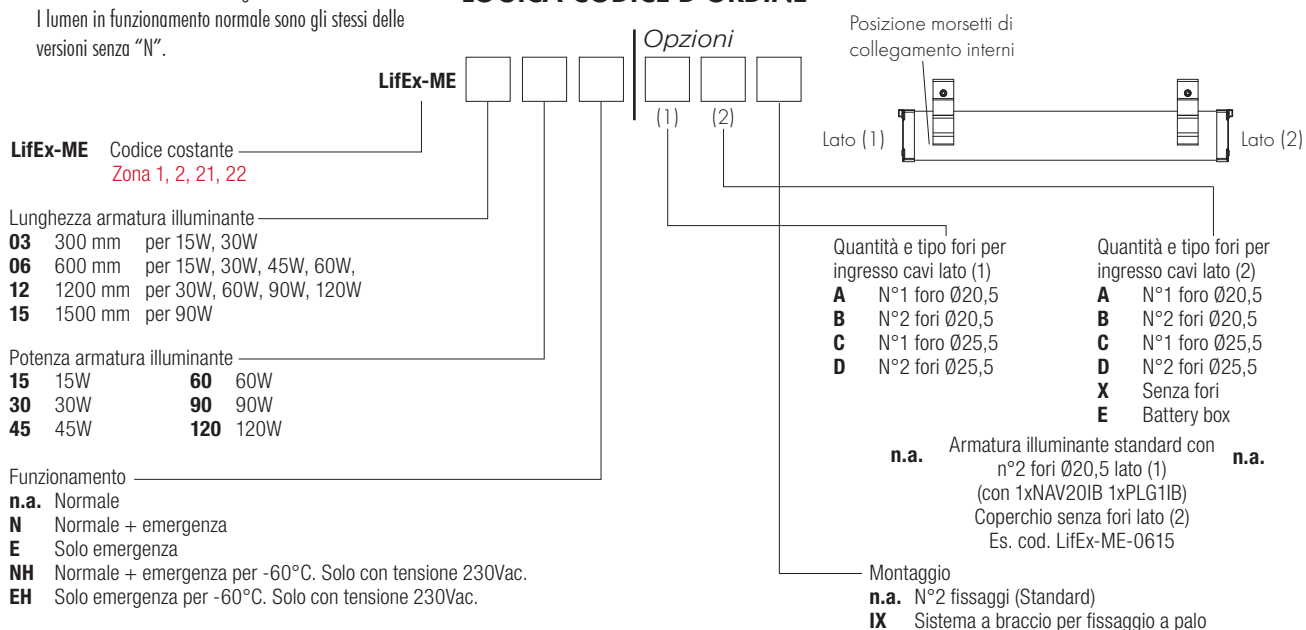 I lumen in funzionamento normale sono gli stessi delle
versioni senza "N".
Opzioni
LifEx-ME
(1) (2)
Posizione morsetti di
collegamento interni
Lato (1)
Lato (2)
LifEx-ME Codice costante
Zona 1, 2, 21, 22
Lunghezza armatura illuminante
03 300 mm per 15W, 30W
06 600 mm per 15W, 30W, 45W, 60W,
12 1200 mm per 30W, 60W, 90W, 120W
15 1500 mm per 90W
Potenza armatura illuminante
15 15W 60 60W
30 30W 90 90W
45 45W 120 120W
Funzionamento
n.a. Normale
N Normale + emergenza
E Solo emergenza
NH Normale + emergenza per -60°C. Solo con tensione 230Vac.
EH Solo emergenza per -60°C. Solo con tensione 230Vac.
Quantità e tipo fori per
ingresso cavi lato (1)
A N°1 foro Ø20,5
B N°2 fori Ø20,5
C N°1 foro Ø25,5
D N°2 fori Ø25,5
Quantità e tipo fori per
ingresso cavi lato (2)
A N°1 foro Ø20,5
B N°2 fori Ø20,5
C N°1 foro Ø25,5
D N°2 fori Ø25,5
X Senza fori
E Battery box
n.a. Armatura illuminante standard con n.a.
n°2 fori Ø20,5 lato (1)
(con 1xNAV20IB 1xPLG1IB)
Coperchio senza fori lato (2)
Es. cod. LifEx-ME-0615
Montaggio
n.a. N°2 fissaggi (Standard)
IX Sistema a braccio per fissaggio a palo